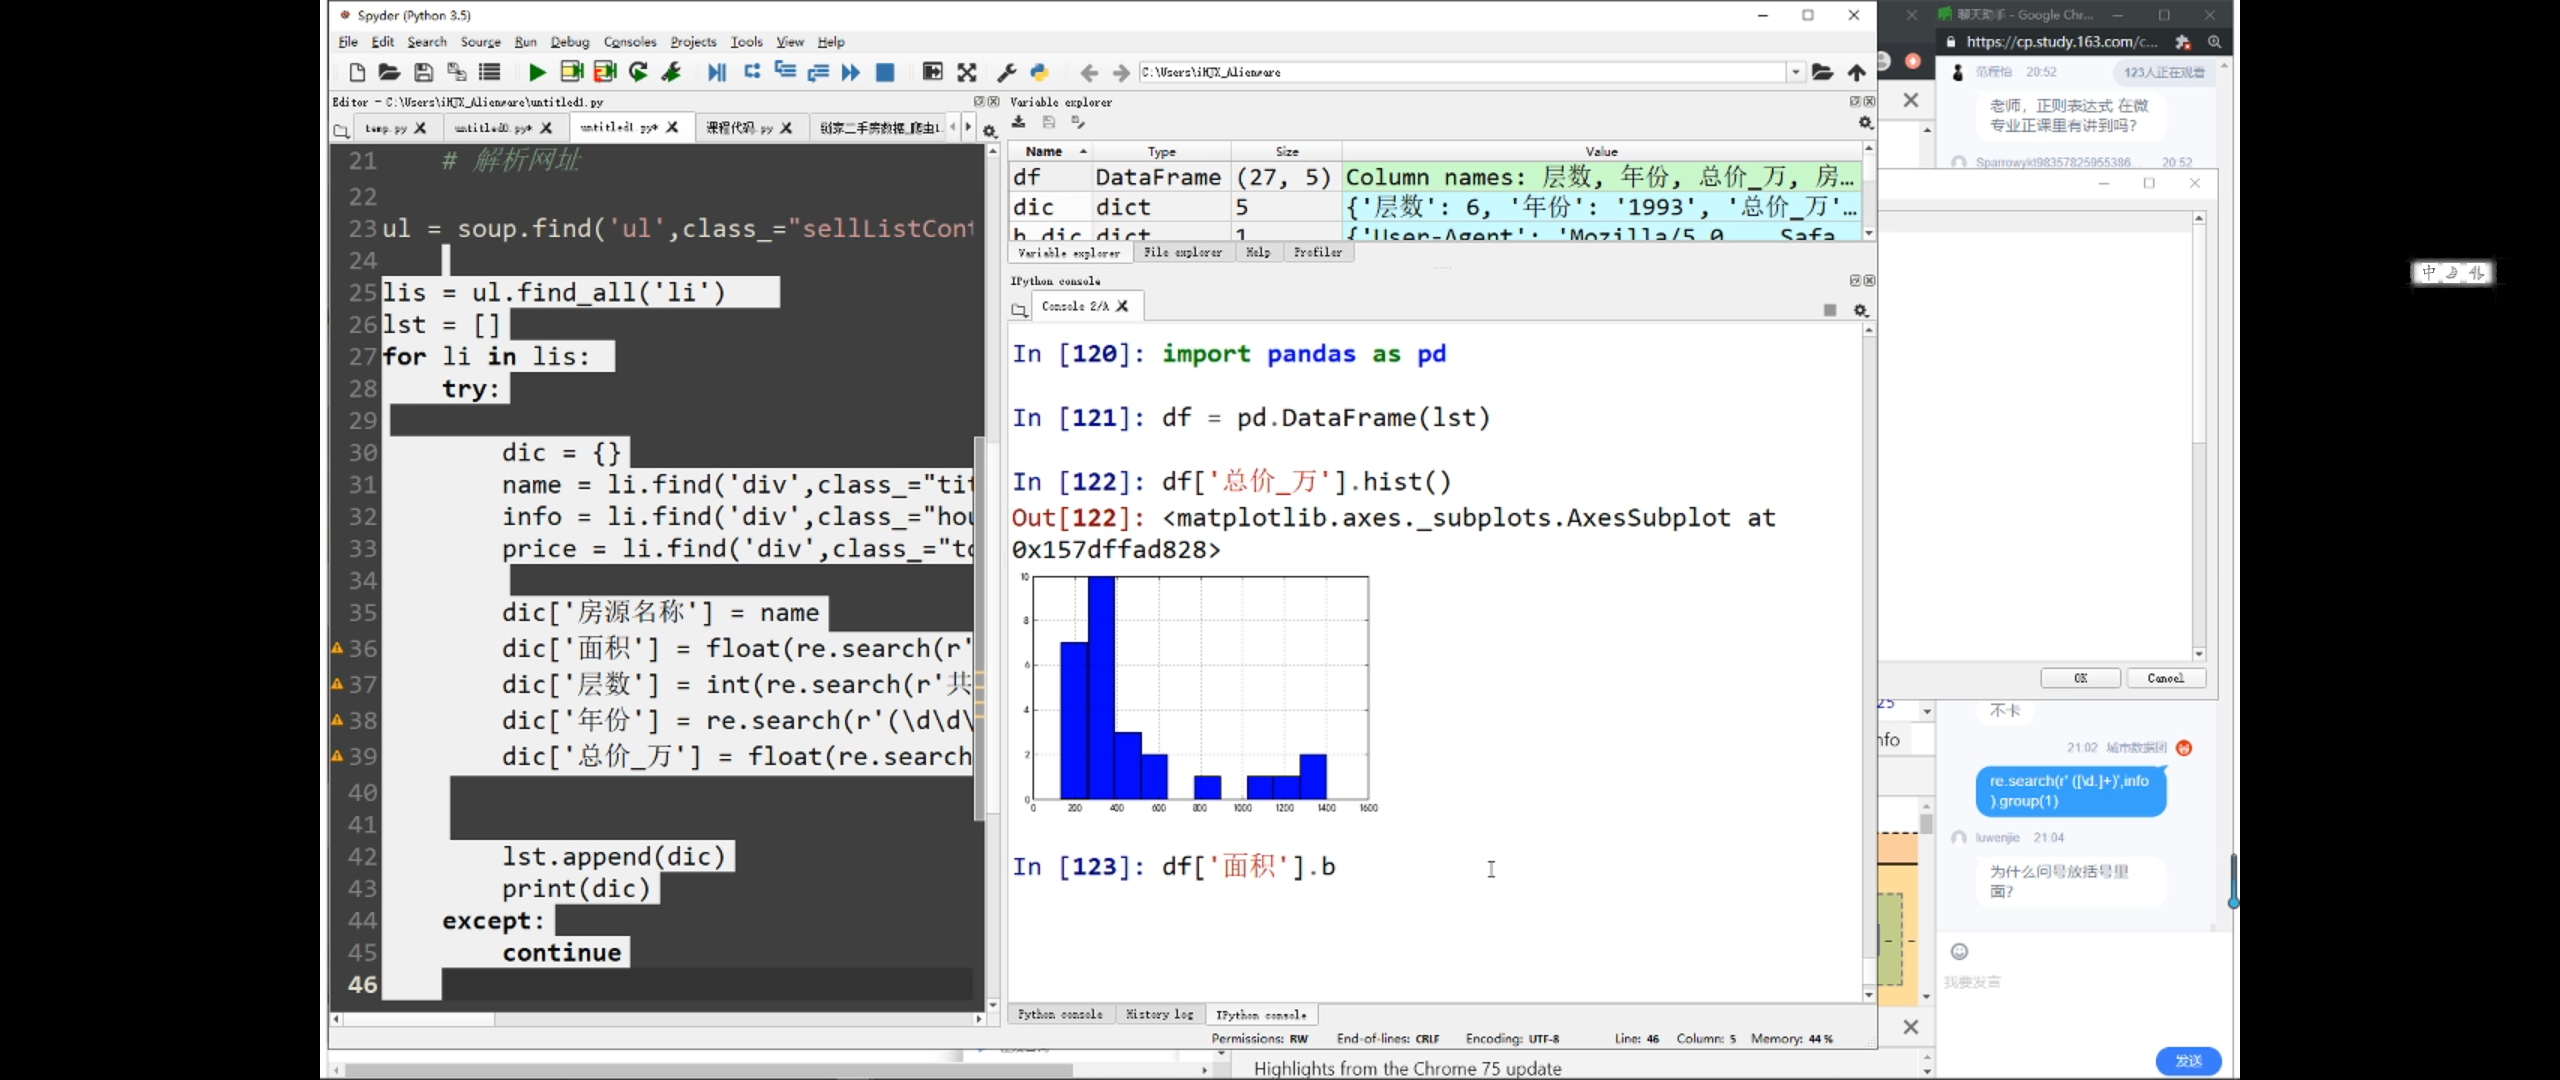 Spyder (Python 3.5)
File Edit Search Source Run Debug Consoles Projects Tools View Help
C:\Users\iHJX_Alienware
Editor - C:\Users\iHJX_Alienware\untitled1.py
temp.py
untitled0.py*
untitled1.py*
课程代码.py
21 # 解析网址
22
23 ul = soup.find('ul',class_="sellListCont
24
25 lis = ul.find_all('li')
26 lst = []
27 for li in lis:
28 try:
29
30 dic = {}
31 name = li.find('div',class_="tit
32 info = li.find('div',class_="hou
33 price = li.find('div',class_="to
34
35 dic['房源名称'] = name
36 dic['面积'] = float(re.search(r'
37 dic['层数'] = int(re.search(r'共
38 dic['年份'] = re.search(r'(\d\d\
39 dic['总价_万'] = float(re.search
40
41
42 lst.append(dic)
43 print(dic)
44 except:
45 continue
46
Variable explorer
Name Type Size Value
df DataFrame (27, 5) Column names: 层数, 年份, 总价_万, 房…
dic dict 5 {'层数': 6, '年份': '1993', '总价_万'…
h_dic dict 1 {'User-Agent': 'Mozilla/5.0
Variable explorer File explorer Help Profiler
IPython console
Console 2/A
In [120]: import pandas as pd
In [121]: df = pd.DataFrame(lst)
In [122]: df['总价_万'].hist()
Out[122]: <matplotlib.axes._subplots.AxesSubplot at
0x157dffad828>
10
8
6
4
2
0
0 200 400 600 800 1000 1200 1400 1600
In [123]: df['面积'].b
Python console History log IPython console
Permissions: RW End-of-lines: CRLF Encoding: UTF-8 Line: 46 Column: 5 Memory: 44 %
Highlights from the Chrome 75 update
聊天助手 - Google Chr...
https://cp.study.163.com/c...
范程怡 20:52 123人正在观看
老师，正则表达式 在微
专业正课里有讲到吗?
Sparrowykt98357825955386... 20:52
OK Cancel
25
nfo
不卡
21:02 城市数据团
re.search(r' ([\d.]+)',info
).group(1)
luwenjie 21:04
为什么问号放括号里
面?
我要发言
发送
中